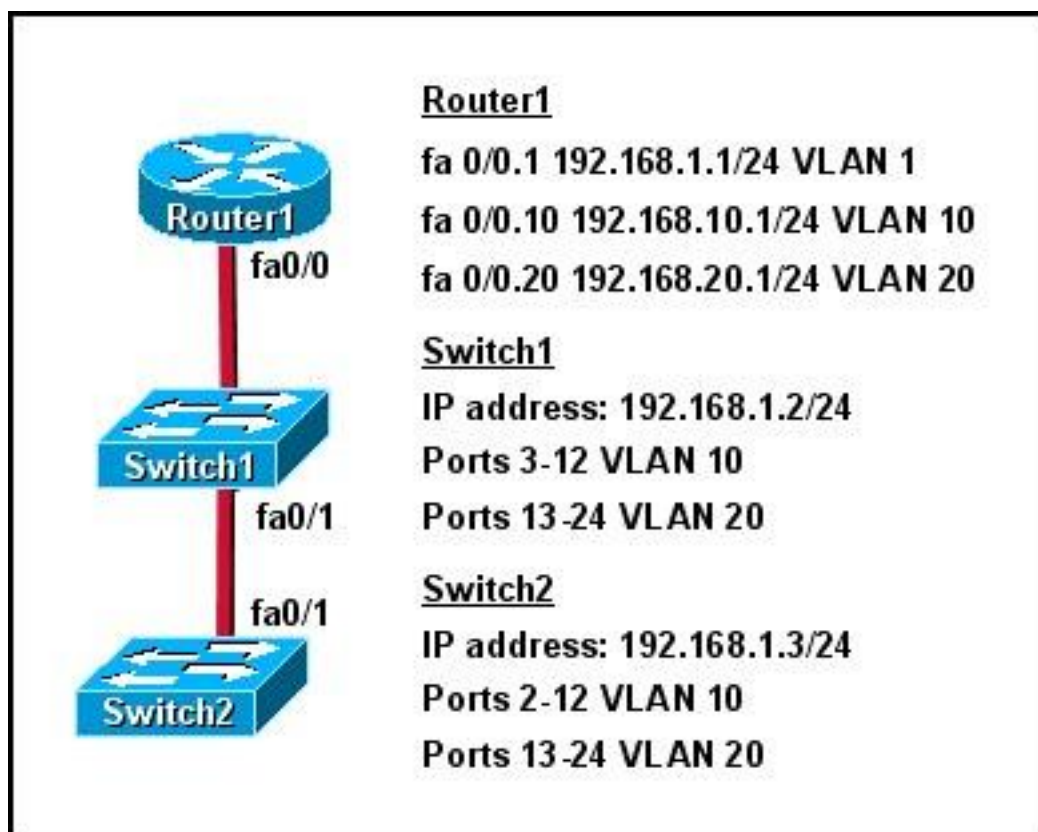 Router1
fa0/0
Switch1
fa0/1
fa0/1
Switch2
Router1
fa 0/0.1 192.168.1.1/24 VLAN 1
fa 0/0.10 192.168.10.1/24 VLAN 10
fa 0/0.20 192.168.20.1/24 VLAN 20
Switch1
IP address: 192.168.1.2/24
Ports 3-12 VLAN 10
Ports 13-24 VLAN 20
Switch2
IP address: 192.168.1.3/24
Ports 2-12 VLAN 10
Ports 13-24 VLAN 20